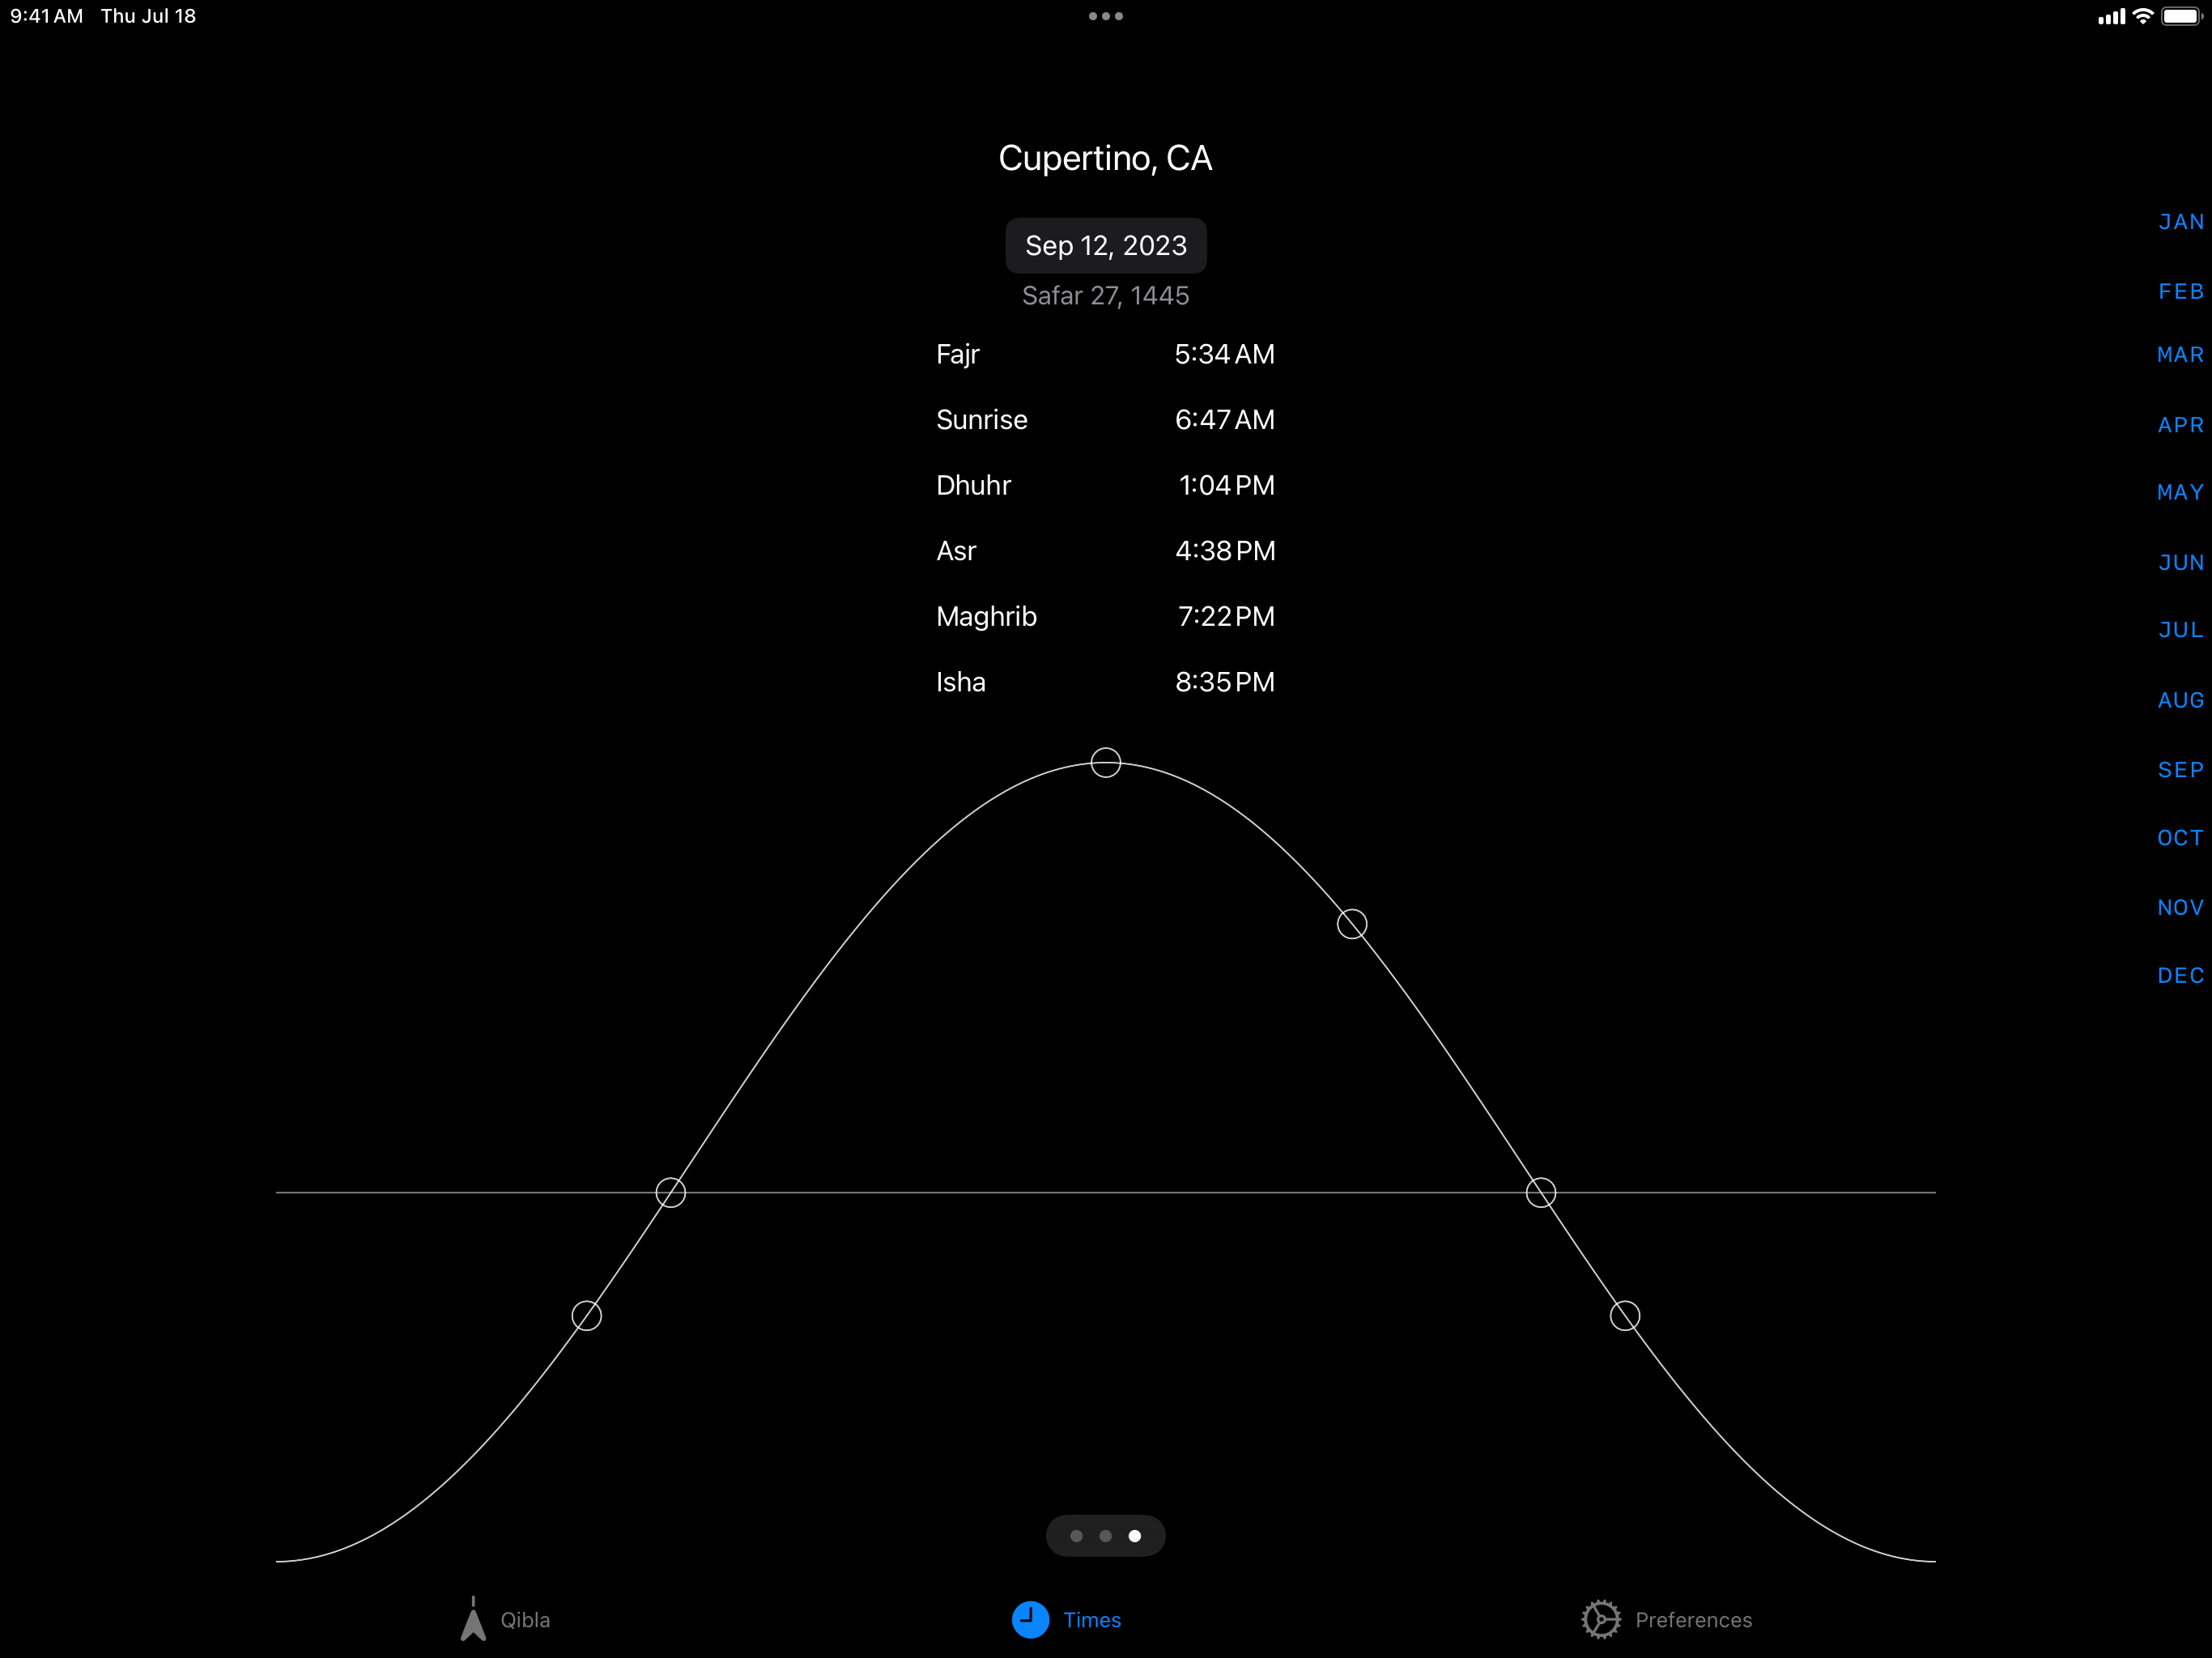 9:41 AM Thu Jul 18
Cupertino, CA
Sep 12, 2023
Safar 27, 1445
Fajr 5:34 AM
Sunrise 6:47 AM
Dhuhr 1:04 PM
Asr 4:38 PM
Maghrib 7:22 PM
Isha 8:35 PM
JAN
FEB
MAR
APR
MAY
JUN
JUL
AUG
SEP
OCT
NOV
DEC
Qibla Times Preferences